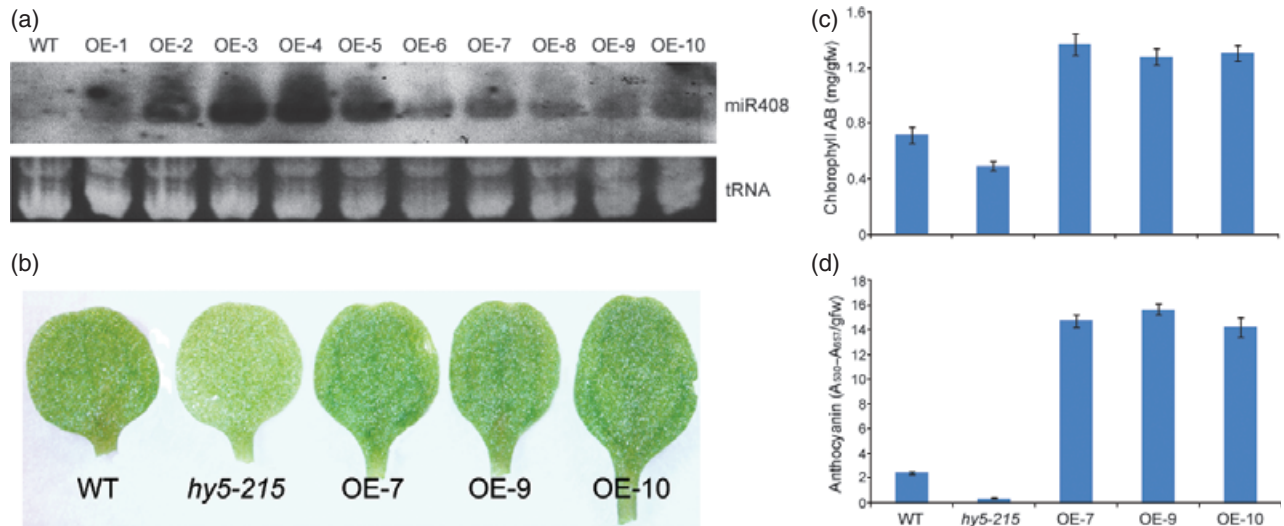 (a)
WT OE-1 OE-2 OE-3 OE-4 OE-5 OE-6 OE-7 OE-8 OE-9 OE-10
miR408
tRNA
(b)
WT hy5-215 OE-7 OE-9 OE-10
(c)
Chlorophyll AB (mg/gfw)
1.6
1.2
0.8
0.4
0
(d)
Anthocyanin (A530–A657/gfw)
18
16
14
12
10
8
6
4
2
0
WT hy5-215 OE-7 OE-9 OE-10